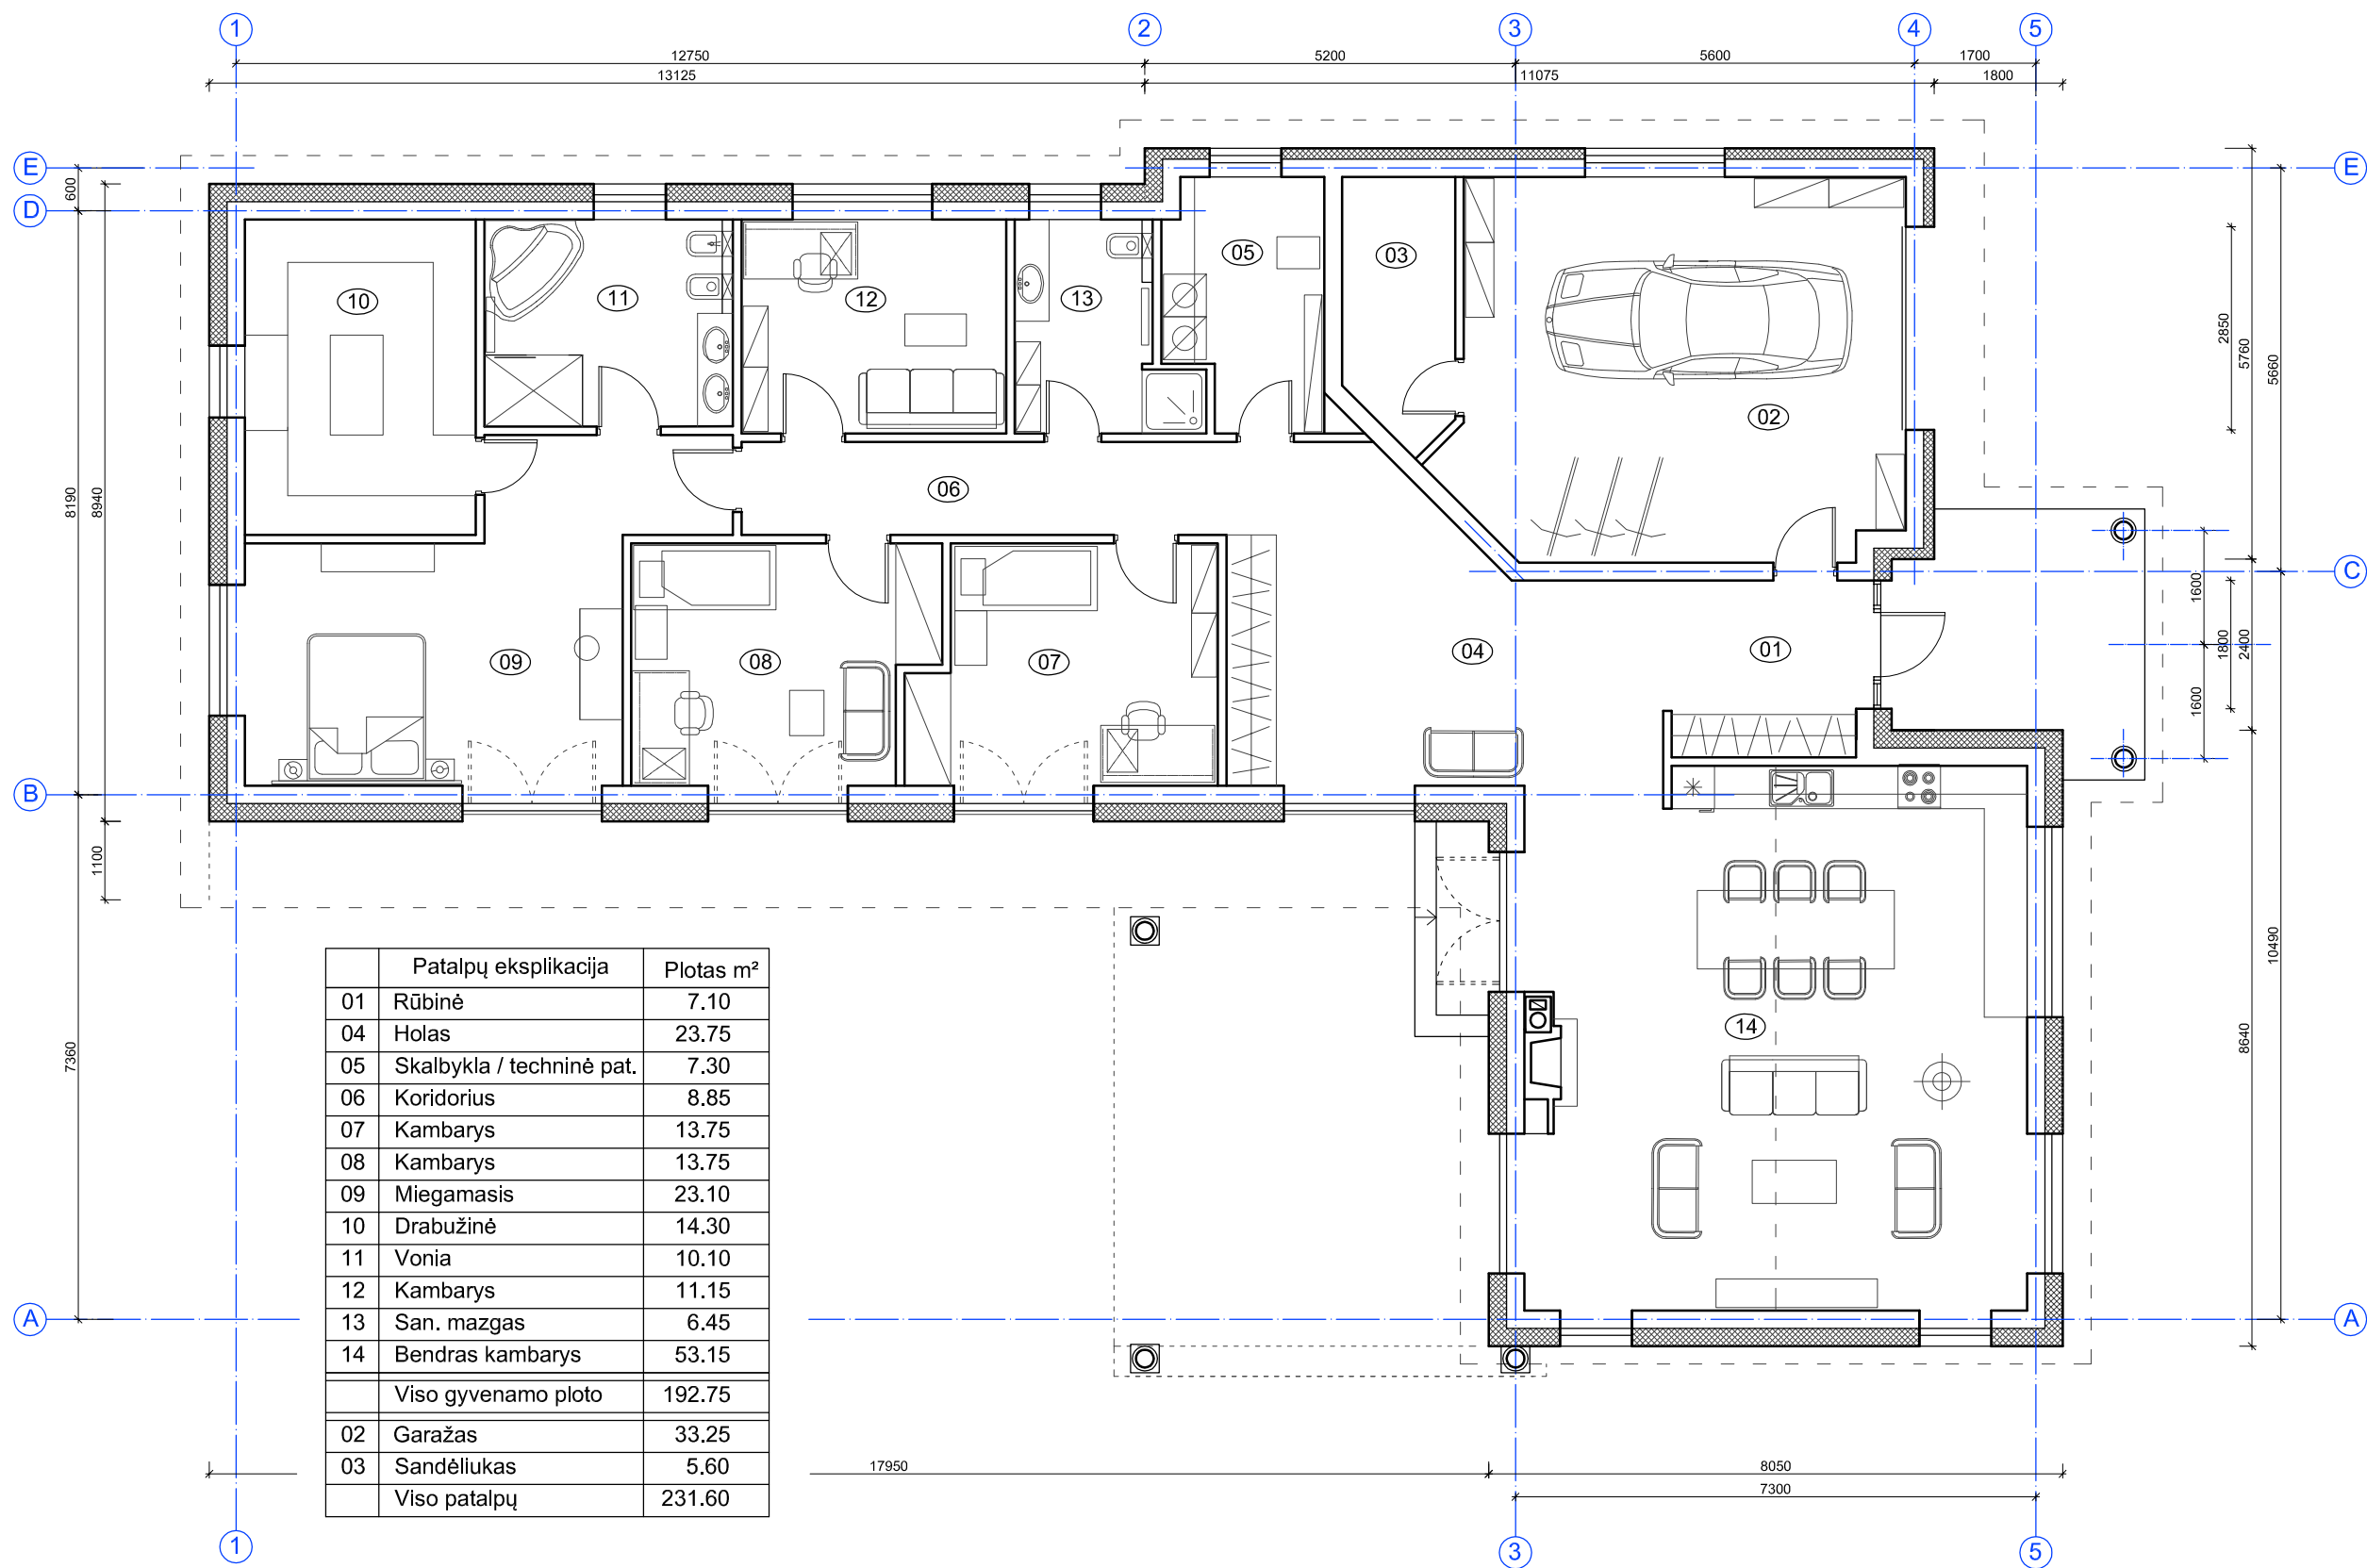 1 2 3 4 5
12750 5200 5600 1700
13125 11075 1800
E E
600
D
10 11 12 13 05 03 02
2850
5760
5660
8190
8940
06
C
09 08 07 04 01
1600
1800
2400
1600
B
1100
7360
14
10490
8640
Patalpų eksplikacija Plotas m²
01 Rūbinė 7.10
04 Holas 23.75
05 Skalbykla / techninė pat. 7.30
06 Koridorius 8.85
07 Kambarys 13.75
08 Kambarys 13.75
09 Miegamasis 23.10
10 Drabužinė 14.30
11 Vonia 10.10
12 Kambarys 11.15
13 San. mazgas 6.45
14 Bendras kambarys 53.15
Viso gyvenamo ploto 192.75
02 Garažas 33.25
03 Sandėliukas 5.60
Viso patalpų 231.60
A A
17950 8050
7300
1 3 5